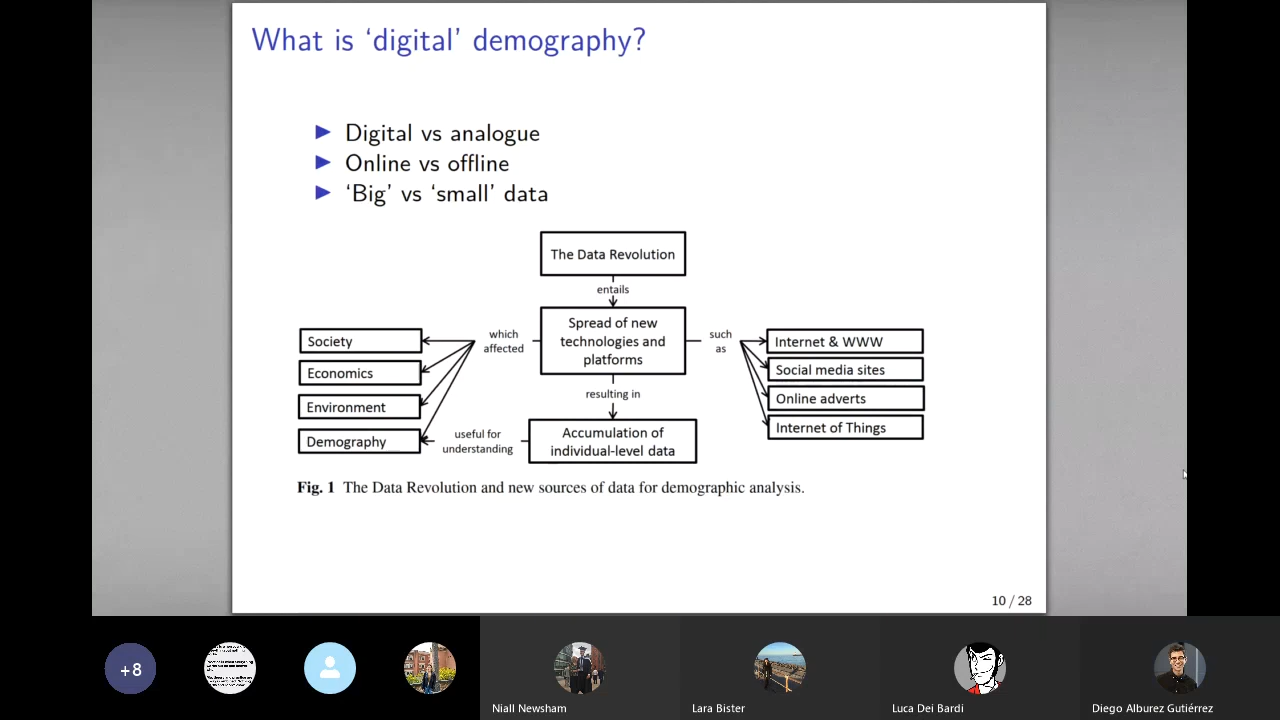 What is ‘digital’ demography?
Digital vs analogue
Online vs offline
‘Big’ vs ‘small’ data
The Data Revolution
entails
Spread of new
technologies and
platforms
which
affected
such
as
Society
Economics
Environment
Demography
Internet & WWW
Social media sites
Online adverts
Internet of Things
resulting in
Accumulation of
individual-level data
useful for
understanding
Fig. 1 The Data Revolution and new sources of data for demographic analysis.
10 / 28
+8
Niall Newsham
Lara Bister
Luca Dei Bardi
Diego Alburez Gutiérrez